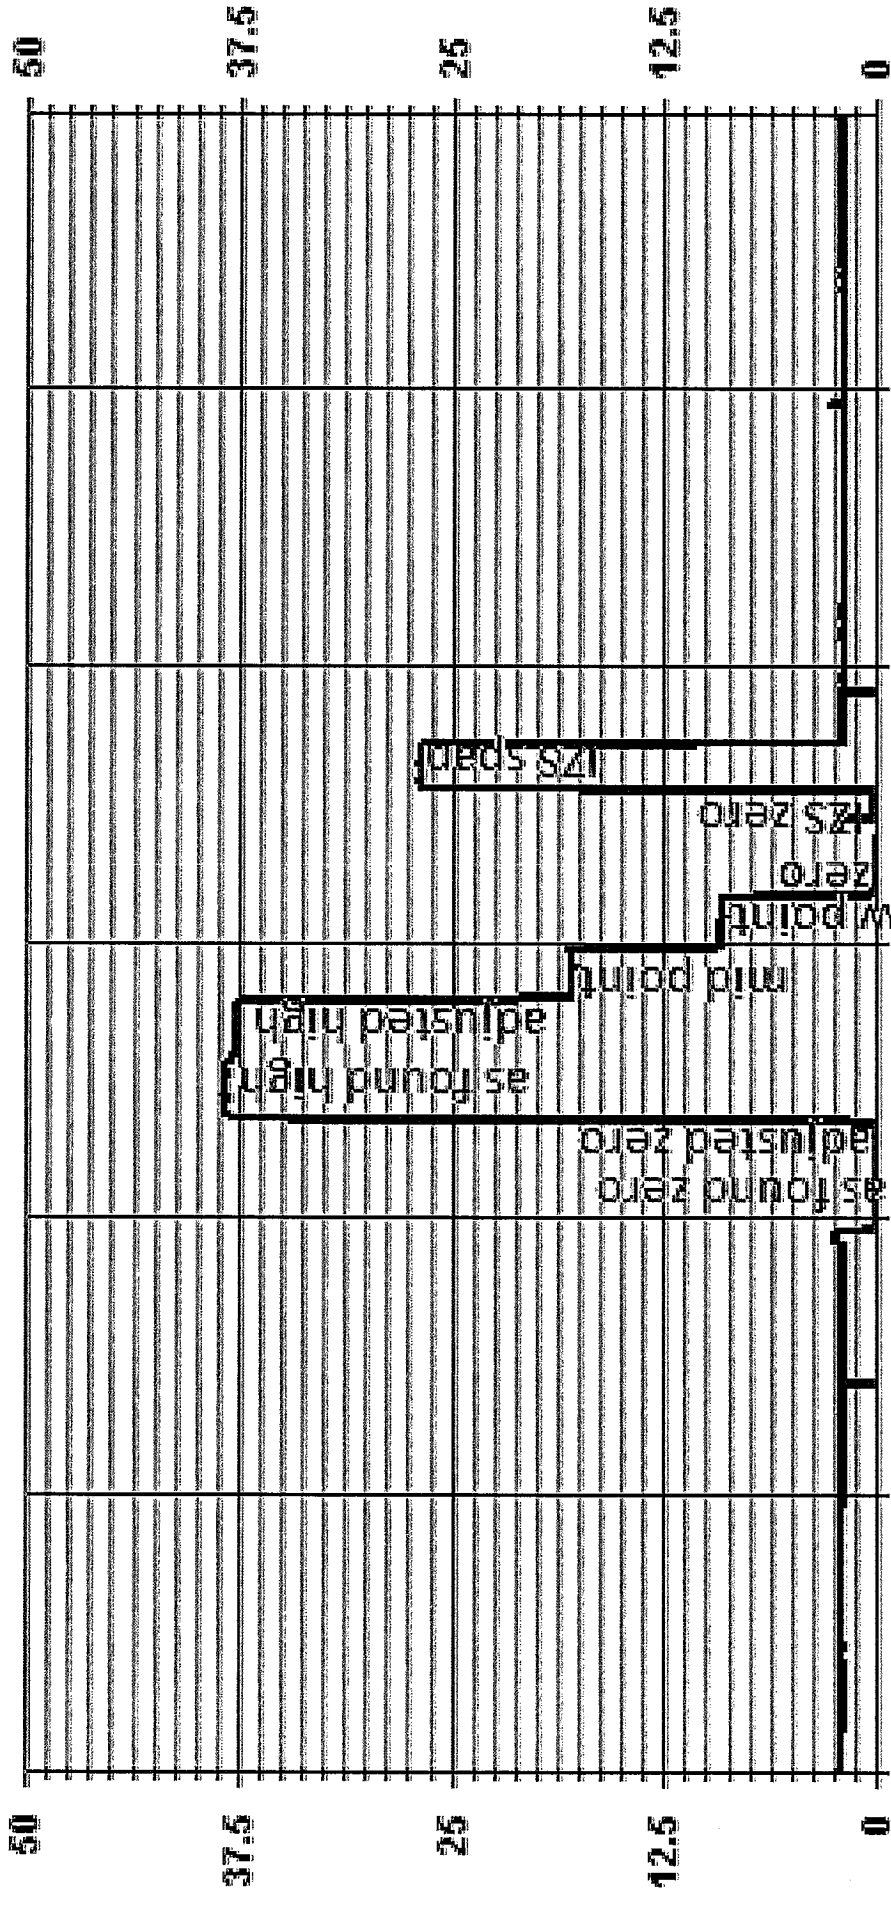 50
37.5
25
12.5
0
as found zero
adjusted zero
as found high
adjusted high
mid point
w point
zero
IZS zero
IZS span
50
37.5
25
12.5
0